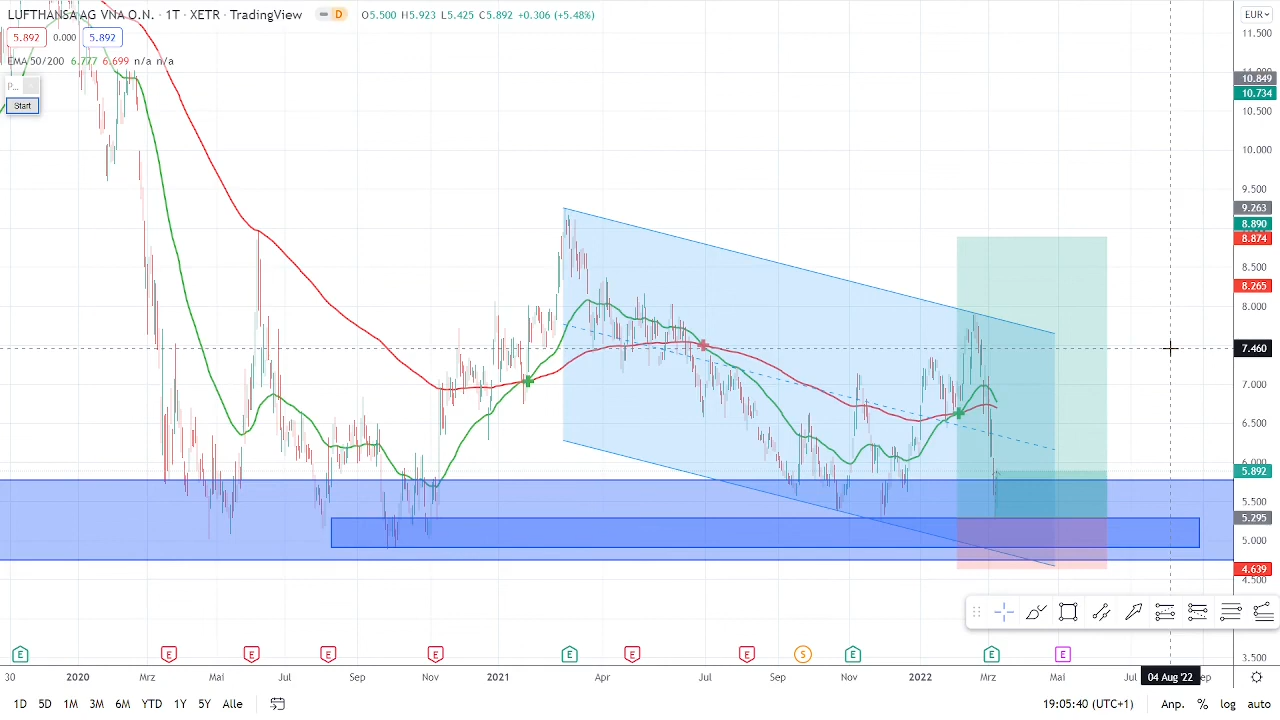 LUFTHANSA AG VNA O.N. · 1T · XETR · TradingView D O5.500 H5.923 L5.425 C5.892 +0.306 (+5.48%) EUR
5.892 0.000 5.892
EMA 50/200 6.777 6.699 n/a n/a
P...
Start
11.500
10.849
10.734
10.500
10.000
9.500
9.263
8.890
8.874
8.500
8.265
8.000
7.460
7.000
6.500
6.000
5.892
5.500
5.295
5.000
4.639
4.500
3.500
E E E E E E E E S E E E
30 2020 Mrz Mai Jul Sep Nov 2021 Apr Jul Sep Nov 2022 Mrz Mai Jul 04 Aug '22 ep
1D 5D 1M 3M 6M YTD 1Y 5Y Alle 19:05:40 (UTC+1) Anp. % log auto